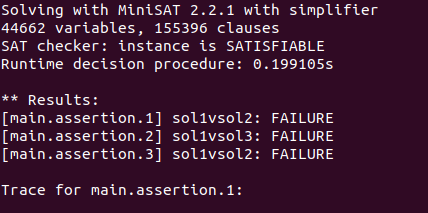 Solving with MiniSAT 2.2.1 with simplifier
44662 variables, 155396 clauses
SAT checker: instance is SATISFIABLE
Runtime decision procedure: 0.199105s
** Results:
[main.assertion.1] sol1vsol2: FAILURE
[main.assertion.2] sol1vsol3: FAILURE
[main.assertion.3] sol1vsol2: FAILURE
Trace for main.assertion.1: